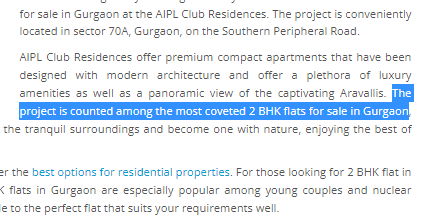 for sale in Gurgaon at the AIPL Club Residences. The project is conveniently
located in sector 70A, Gurgaon, on the Southern Peripheral Road.
AIPL Club Residences offer premium compact apartments that have been
designed with modern architecture and offer a plethora of luxury
amenities as well as a panoramic view of the captivating Aravallis. The
project is counted among the most coveted 2 BHK flats for sale in Gurgaon.
the tranquil surroundings and become one with nature, enjoying the best of
the best options for residential properties. For those looking for 2 BHK flat in
flats in Gurgaon are especially popular among young couples and nuclear
to the perfect flat that suits your requirements well.